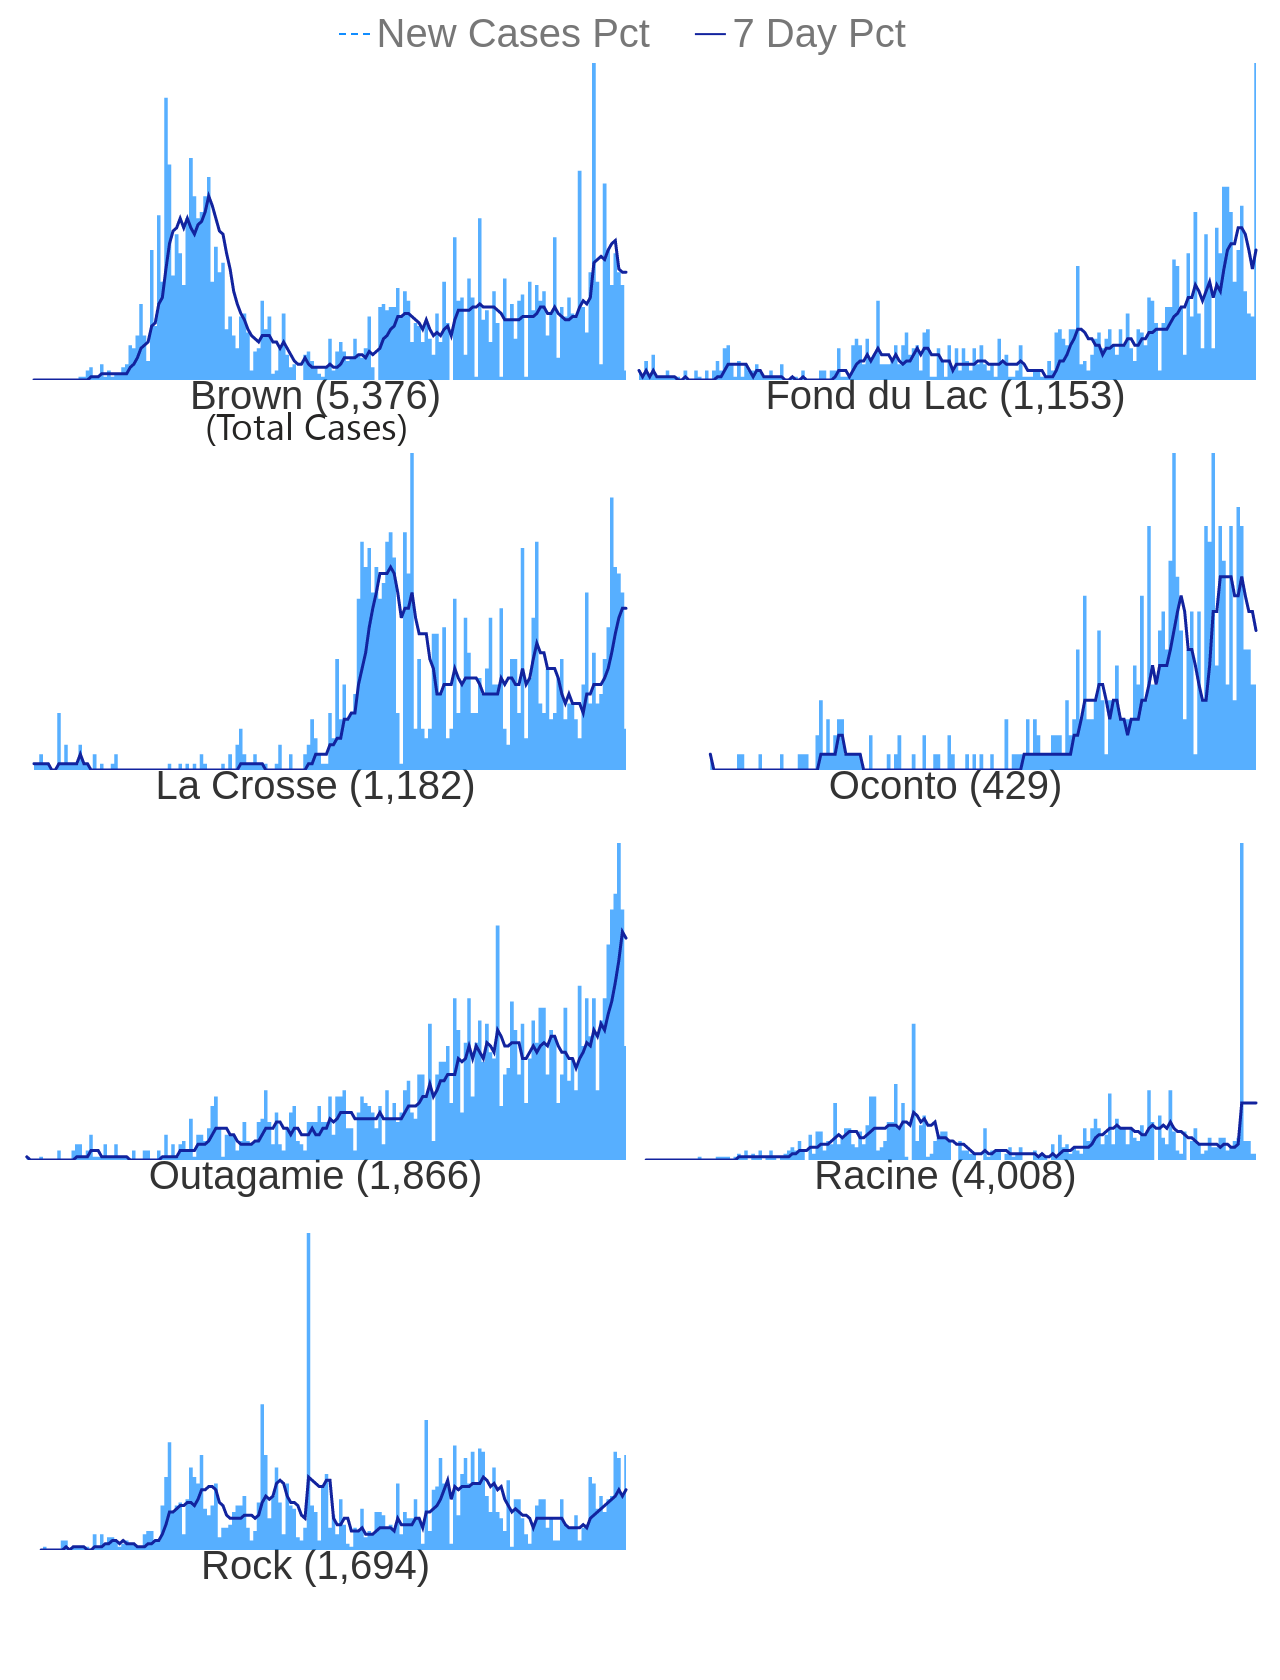 New Cases Pct 7 Day Pct
Brown (5,376)
(Total Cases)
Fond du Lac (1,153)
La Crosse (1,182)
Oconto (429)
Outagamie (1,866)
Racine (4,008)
Rock (1,694)